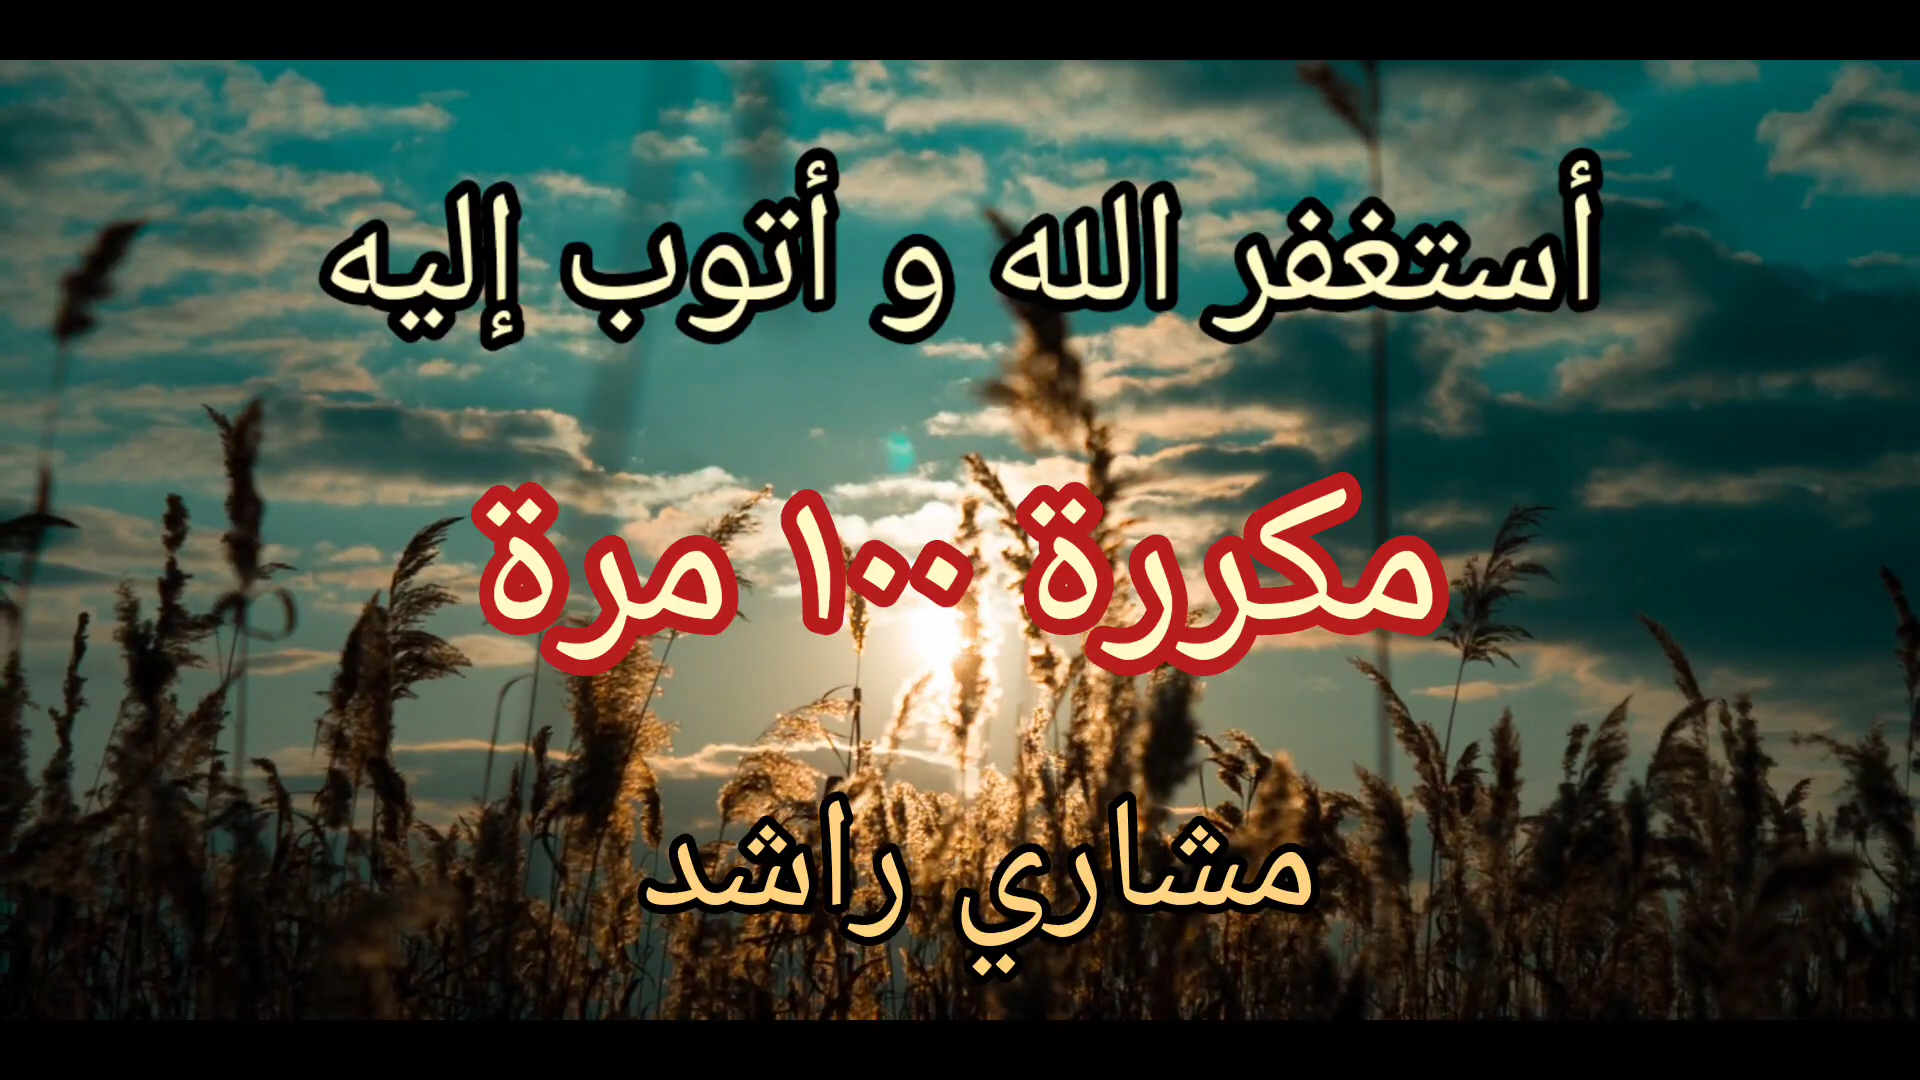 أستغفر الله و أتوب إليه
مكررة ١٠٠ مرة
مشاري راشد